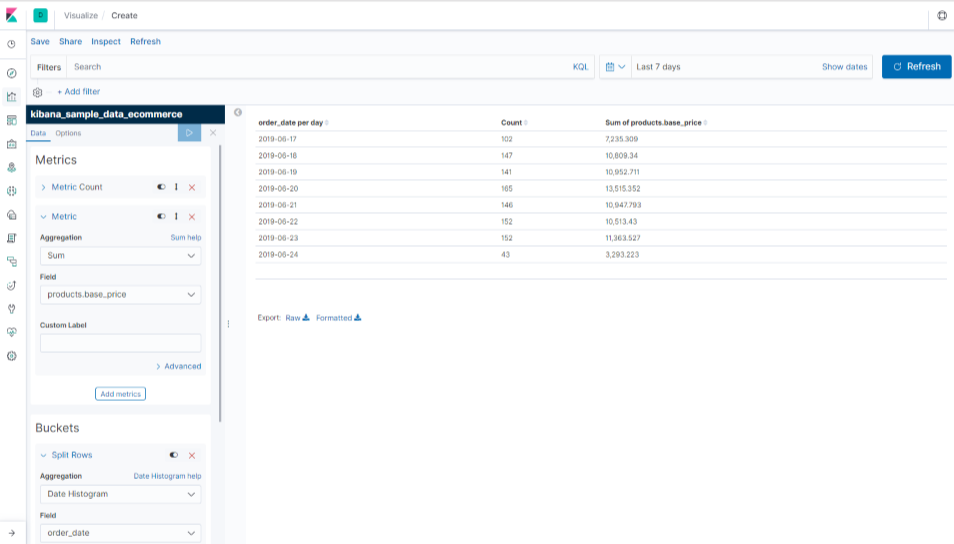 D Visualize / Create
Save Share Inspect Refresh
Filters Search KQL Last 7 days Show dates Refresh
+ Add filter
kibana_sample_data_ecommerce
Data Options
Metrics
Metric Count
Metric
Aggregation Sum help
Sum
Field
products.base_price
Custom Label
Advanced
Add metrics
Buckets
Split Rows
Aggregation Date Histogram help
Date Histogram
Field
order_date
order_date per day Count Sum of products.base_price
2019-06-17 102 7,235.309
2019-06-18 147 10,809.34
2019-06-19 141 10,952.711
2019-06-20 165 13,515.352
2019-06-21 146 10,947.793
2019-06-22 152 10,513.43
2019-06-23 152 11,363.527
2019-06-24 43 3,293.223
Export: Raw Formatted